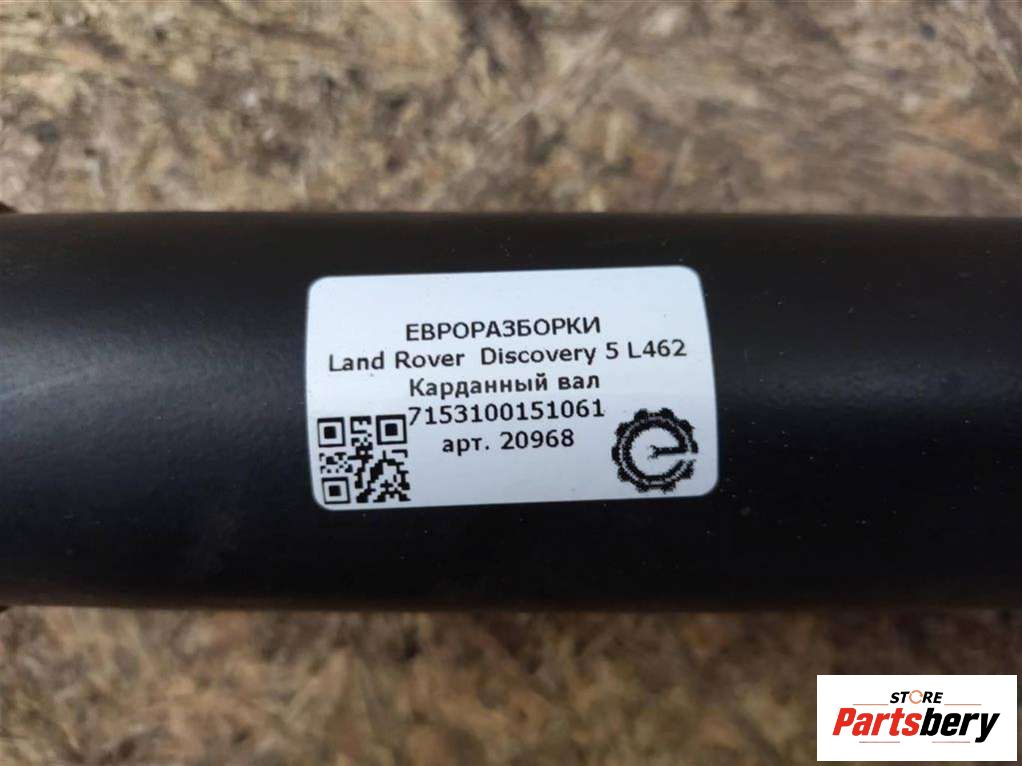 ЕВРОРАЗБОРКИ
Land Rover Discovery 5 L462
Карданный вал
7153100151061
арт. 20968
STORE
Partsbery